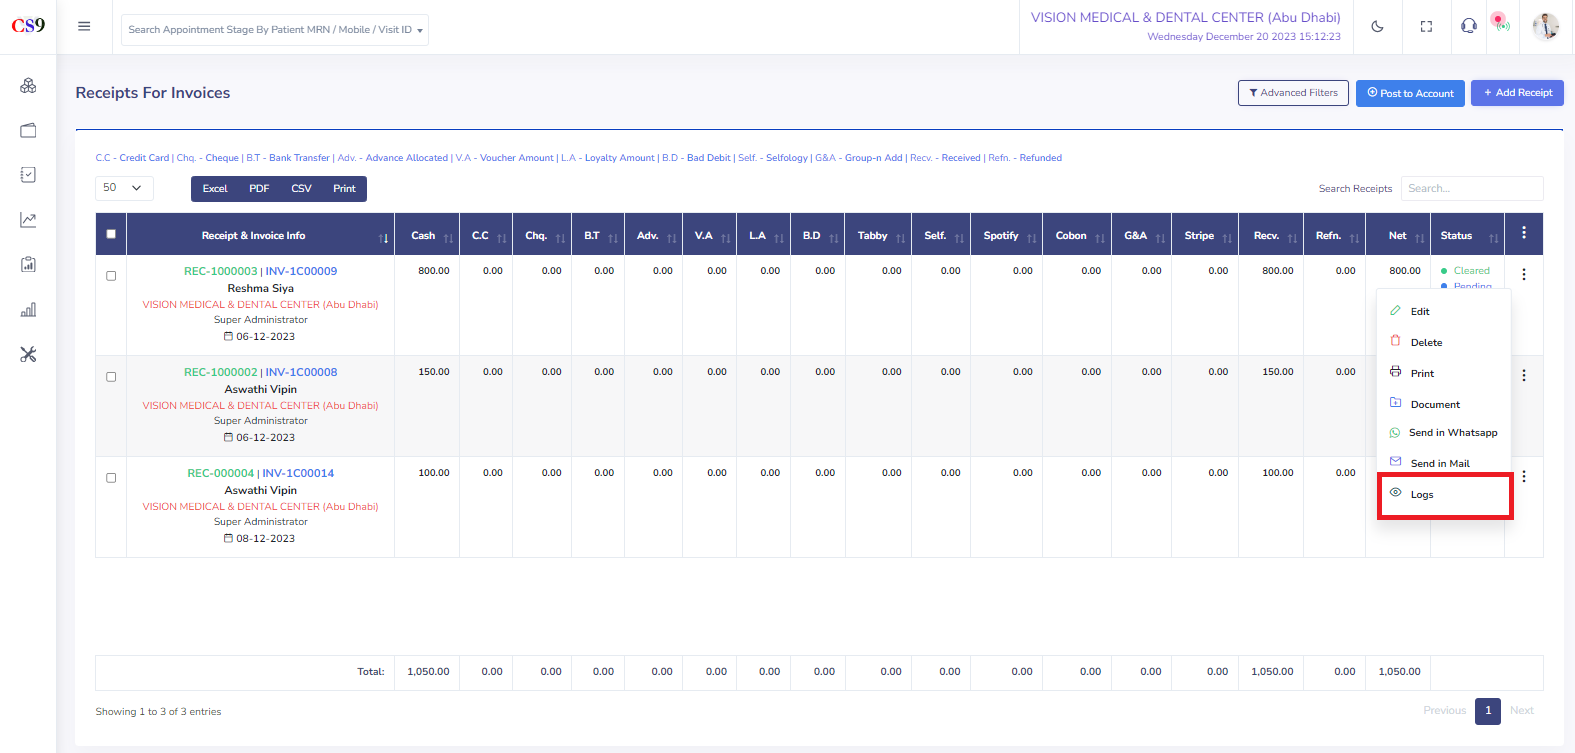 CS9
Search Appointment Stage By Patient MRN / Mobile / Visit ID
VISION MEDICAL & DENTAL CENTER (Abu Dhabi)
Wednesday December 20 2023 15:12:23
Receipts For Invoices
Advanced Filters
Post to Account
+ Add Receipt
C.C - Credit Card | Chq. - Cheque | B.T - Bank Transfer | Adv. - Advance Allocated | V.A - Voucher Amount | L.A - Loyalty Amount | B.D - Bad Debit | Self. - Selfology | G&A - Group-n Add | Recv. - Received | Refn. - Refunded
50
Excel PDF CSV Print
Search Receipts Search...
Receipt & Invoice Info Cash C.C Chq. B.T Adv. V.A L.A B.D Tabby Self. Spotify Cobon G&A Stripe Recv. Refn. Net Status
REC-1000003 | INV-1C00009 800.00 0.00 0.00 0.00 0.00 0.00 0.00 0.00 0.00 0.00 0.00 0.00 0.00 0.00 800.00 0.00 800.00 Cleared
Pending
Reshma Siya
VISION MEDICAL & DENTAL CENTER (Abu Dhabi)
Super Administrator
06-12-2023
REC-1000002 | INV-1C00008 150.00 0.00 0.00 0.00 0.00 0.00 0.00 0.00 0.00 0.00 0.00 0.00 0.00 0.00 150.00 0.00
Aswathi Vipin
VISION MEDICAL & DENTAL CENTER (Abu Dhabi)
Super Administrator
06-12-2023
REC-000004 | INV-1C00014 100.00 0.00 0.00 0.00 0.00 0.00 0.00 0.00 0.00 0.00 0.00 0.00 0.00 0.00 100.00 0.00
Aswathi Vipin
VISION MEDICAL & DENTAL CENTER (Abu Dhabi)
Super Administrator
08-12-2023
Edit
Delete
Print
Document
Send in Whatsapp
Send in Mail
Logs
Total: 1,050.00 0.00 0.00 0.00 0.00 0.00 0.00 0.00 0.00 0.00 0.00 0.00 0.00 0.00 1,050.00 0.00 1,050.00
Showing 1 to 3 of 3 entries
Previous 1 Next